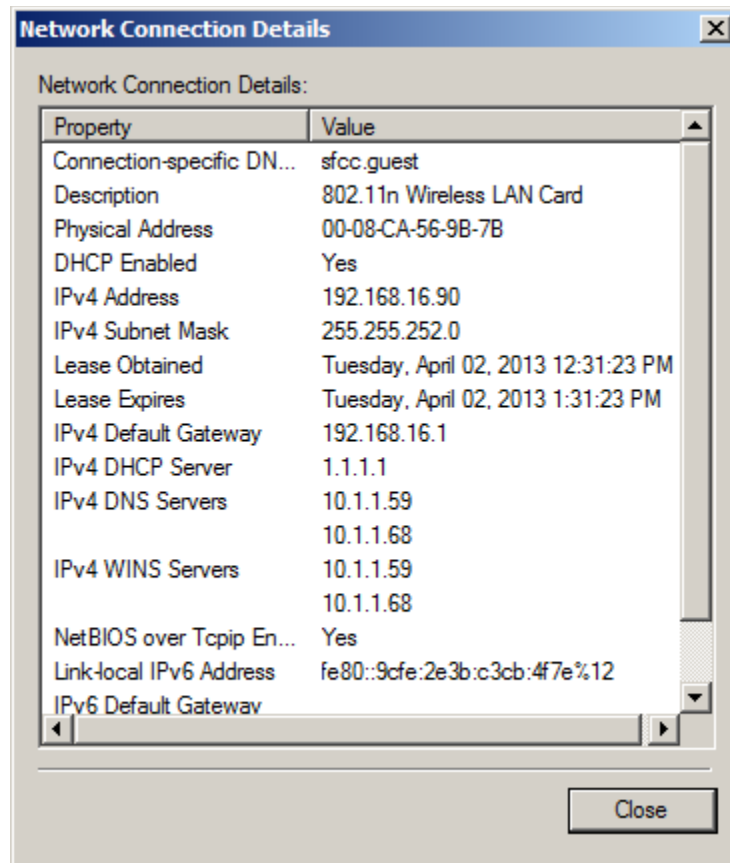 Network Connection Details
Network Connection Details:
Property Value
Connection-specific DN... sfcc.guest
Description 802.11n Wireless LAN Card
Physical Address 00-08-CA-56-9B-7B
DHCP Enabled Yes
IPv4 Address 192.168.16.90
IPv4 Subnet Mask 255.255.252.0
Lease Obtained Tuesday, April 02, 2013 12:31:23 PM
Lease Expires Tuesday, April 02, 2013 1:31:23 PM
IPv4 Default Gateway 192.168.16.1
IPv4 DHCP Server 1.1.1.1
IPv4 DNS Servers 10.1.1.59
10.1.1.68
IPv4 WINS Servers 10.1.1.59
10.1.1.68
NetBIOS over Tcpip En... Yes
Link-local IPv6 Address fe80::9cfe:2e3b:c3cb:4f7e%12
IPv6 Default Gateway
Close